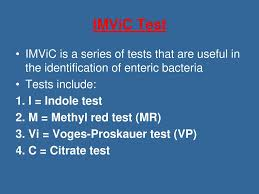 IMViC Test
• IMViC is a series of tests that are useful in
the identification of enteric bacteria
• Tests include:
1. I = Indole test
2. M = Methyl red test (MR)
3. Vi = Voges-Proskauer test (VP)
4. C = Citrate test